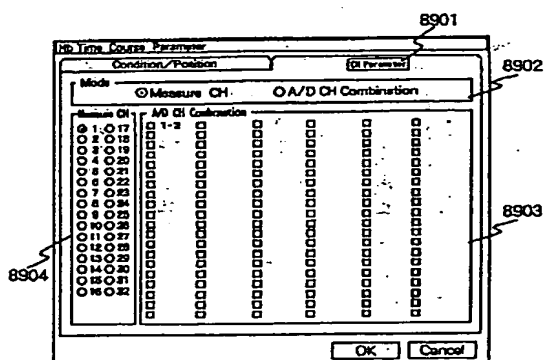 8901
Hb Time Course Parameter
Condition/Position
CH Parameter
8902
Mode
Measure CH
A/D CH Combination
Measure CH
A/D CH Combination
1 17
1-2
2 18
3 19
4 20
5 21
6 22
7 23
8 24
9 25
10 26
11 27
12 28
13 29
14 30
15 31
16 32
8904
8903
OK
Cancel